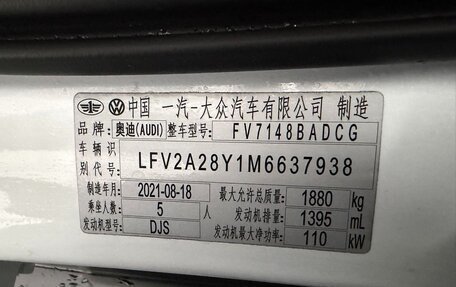 中国 一汽-大众汽车有限公司 制造
品牌: 奥迪(AUDI) 整车型号: FV7148BADCG
车辆识别代号: LFV2A28Y1M6637938
制造年月 2021-08-18 最大允许总质量 1880 kg
乘座人数 5 人 发动机排量 1395 mL
发动机型号 DJS 发动机最大净功率 110 kW